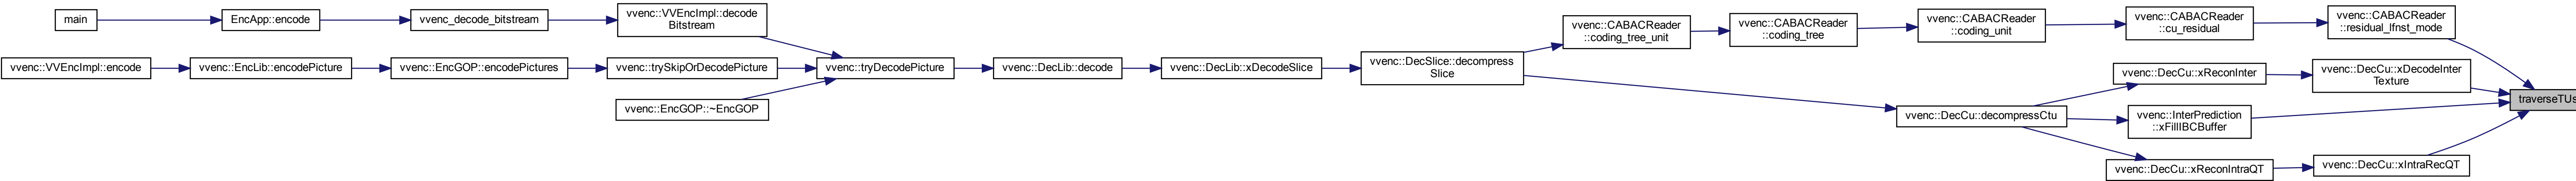 main
EncApp::encode
vvenc_decode_bitstream
vvenc::VVEncImpl::decode
Bitstream
vvenc::VVEncImpl::encode
vvenc::EncLib::encodePicture
vvenc::EncGOP::encodePictures
vvenc::trySkipOrDecodePicture
vvenc::EncGOP::~EncGOP
vvenc::tryDecodePicture
vvenc::DecLib::decode
vvenc::DecLib::xDecodeSlice
vvenc::DecSlice::decompress
Slice
vvenc::CABACReader
::coding_tree_unit
vvenc::CABACReader
::coding_tree
vvenc::CABACReader
::coding_unit
vvenc::CABACReader
::cu_residual
vvenc::CABACReader
::residual_lfnst_mode
vvenc::DecCu::decompressCtu
vvenc::DecCu::xReconInter
vvenc::DecCu::xDecodeInter
Texture
vvenc::InterPrediction
::xFillIBCBuffer
vvenc::DecCu::xReconIntraQT
vvenc::DecCu::xIntraRecQT
traverseTUs